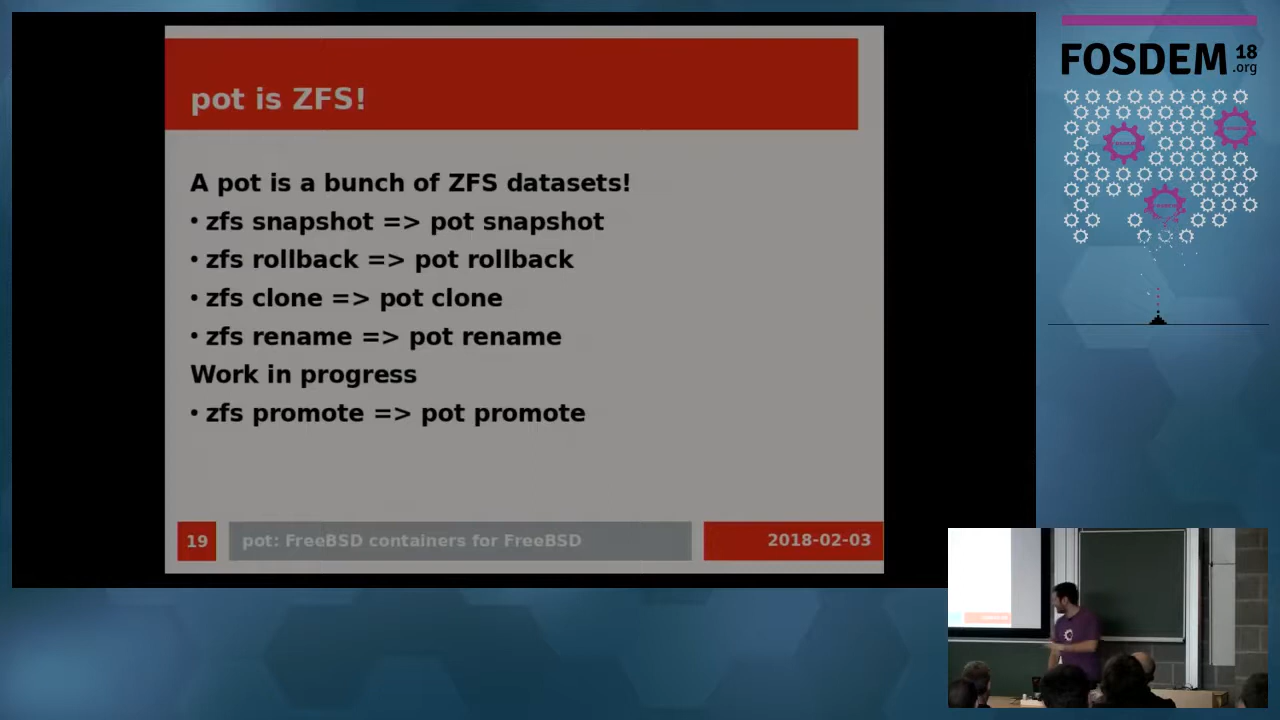 pot is ZFS!
A pot is a bunch of ZFS datasets!
• zfs snapshot => pot snapshot
• zfs rollback => pot rollback
• zfs clone => pot clone
• zfs rename => pot rename
Work in progress
• zfs promote => pot promote
19
pot: FreeBSD containers for FreeBSD
2018-02-03
FOSDEM 18
.org